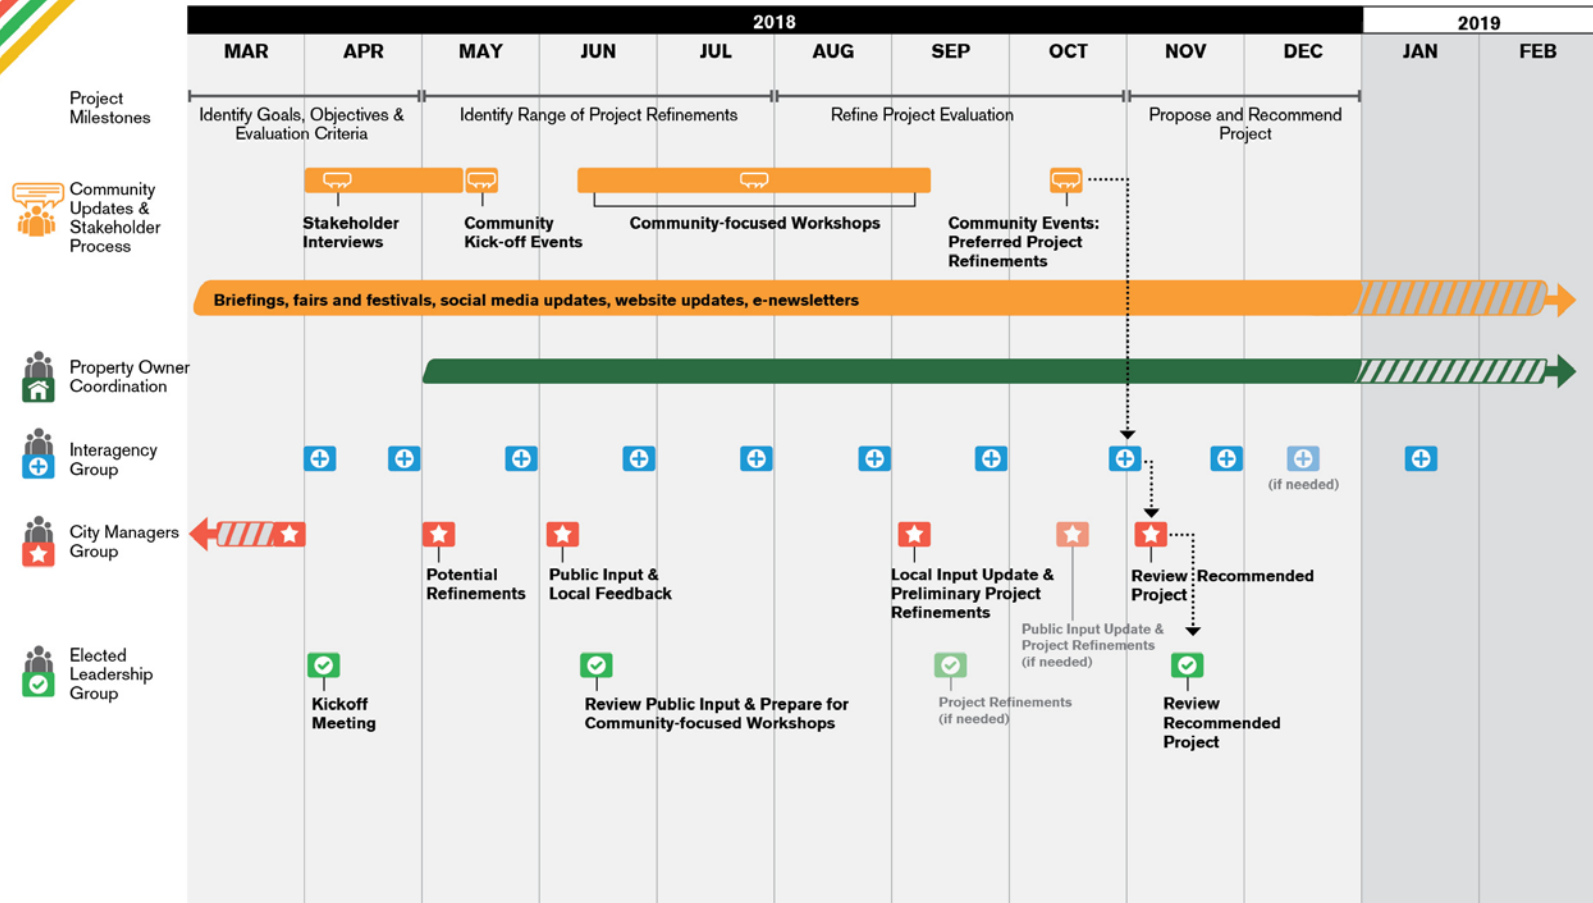 2018
2019
MAR
APR
MAY
JUN
JUL
AUG
SEP
OCT
NOV
DEC
JAN
FEB
Project
Milestones
Identify Goals, Objectives &
Evaluation Criteria
Identify Range of Project Refinements
Refine Project Evaluation
Propose and Recommend
Project
Community
Updates &
Stakeholder
Process
Stakeholder
Interviews
Community
Kick-off Events
Community-focused Workshops
Community Events:
Preferred Project
Refinements
Briefings, fairs and festivals, social media updates, website updates, e-newsletters
Property Owner
Coordination
Interagency
Group
(if needed)
City Managers
Group
Potential
Refinements
Public Input &
Local Feedback
Local Input Update &
Preliminary Project
Refinements
Public Input Update &
Project Refinements
(if needed)
Review Recommended
Project
Elected
Leadership
Group
Kickoff
Meeting
Review Public Input & Prepare for
Community-focused Workshops
Project Refinements
(if needed)
Review
Recommended
Project